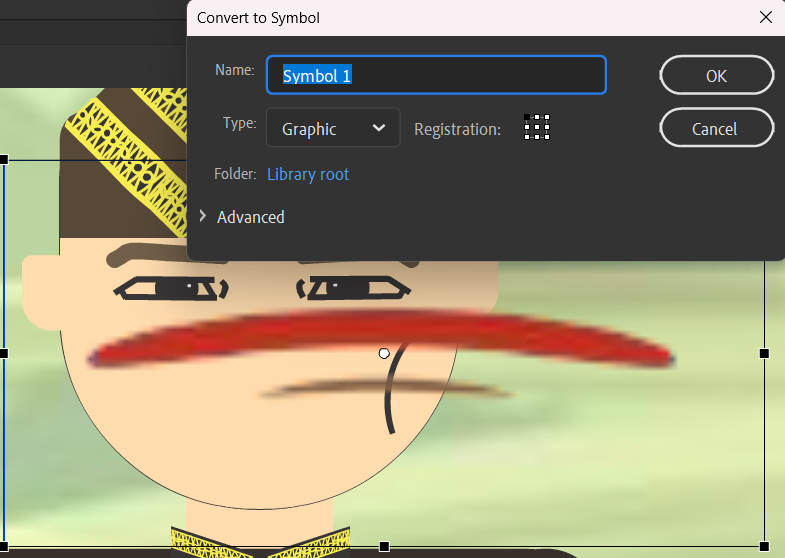 Convert to Symbol
Name: Symbol 1 OK
Type: Graphic Registration: Cancel
Folder: Library root
Advanced